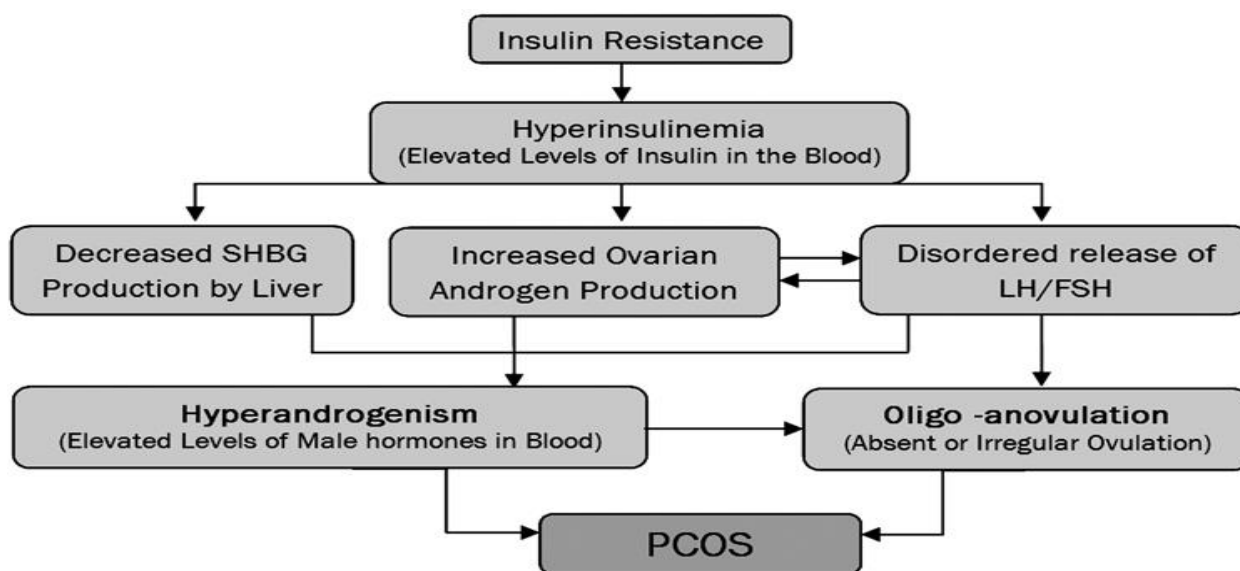 Insulin Resistance
Hyperinsulinemia
(Elevated Levels of Insulin in the Blood)
Decreased SHBG
Production by Liver
Increased Ovarian
Androgen Production
Disordered release of
LH/FSH
Hyperandrogenism
(Elevated Levels of Male hormones in Blood)
Oligo -anovulation
(Absent or Irregular Ovulation)
PCOS